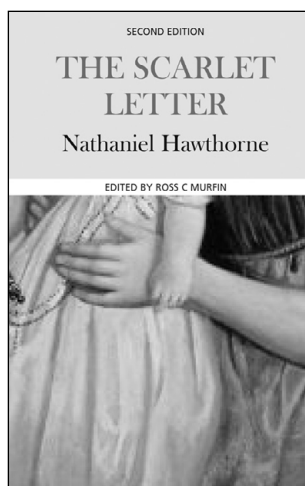 SECOND EDITION
THE SCARLET
LETTER
Nathaniel Hawthorne
EDITED BY ROSS C MURFIN